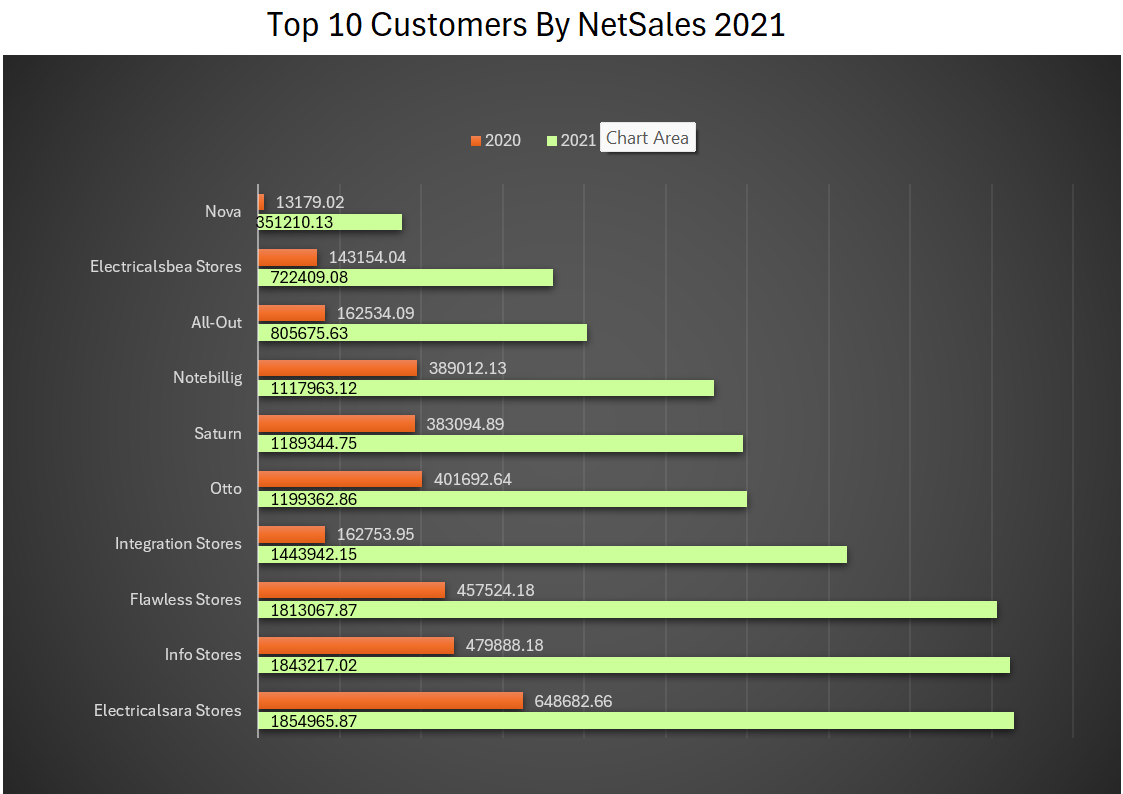 Top 10 Customers By NetSales 2021
2020 2021 Chart Area
Nova 13179.02
351210.13
Electricalsbea Stores 143154.04
722409.08
All-Out 162534.09
805675.63
Notebillig 389012.13
1117963.12
Saturn 383094.89
1189344.75
Otto 401692.64
1199362.86
Integration Stores 162753.95
1443942.15
Flawless Stores 457524.18
1813067.87
Info Stores 479888.18
1843217.02
Electricalsara Stores 648682.66
1854965.87